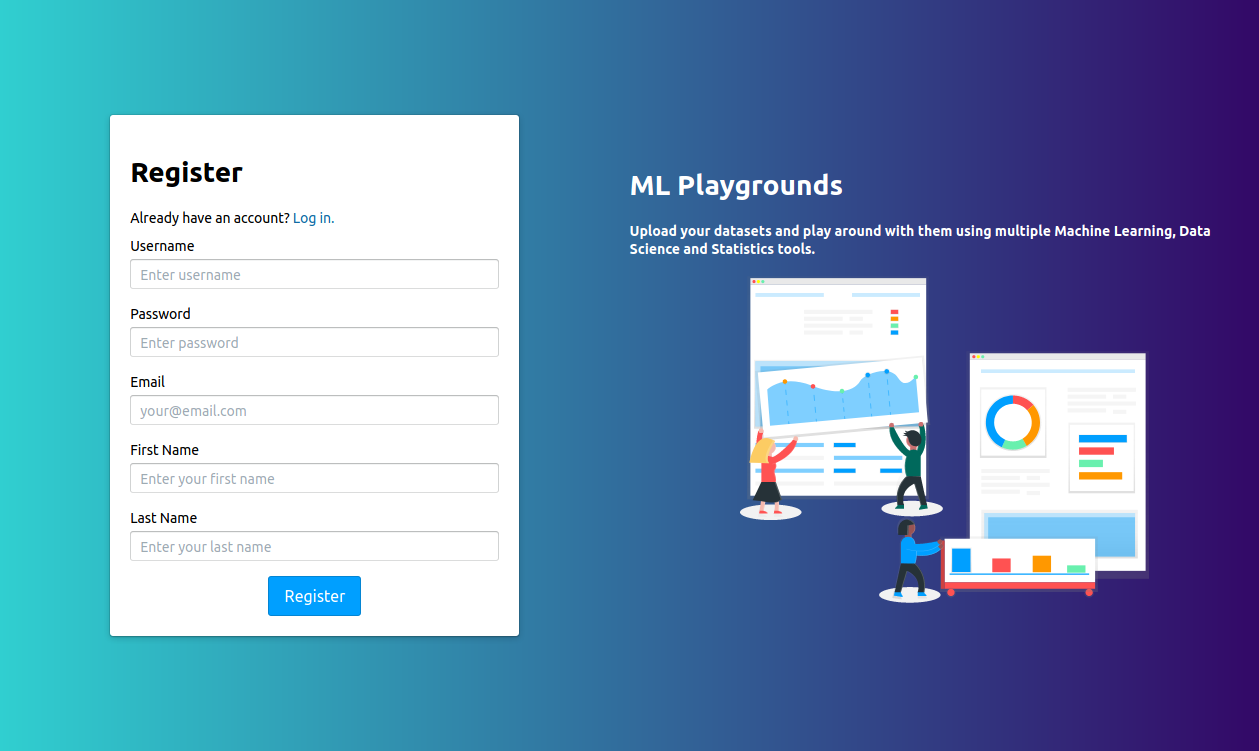 Register
Already have an account? Log in.
Username
Enter username
Password
Enter password
Email
your@email.com
First Name
Enter your first name
Last Name
Enter your last name
Register
ML Playgrounds
Upload your datasets and play around with them using multiple Machine Learning, Data
Science and Statistics tools.